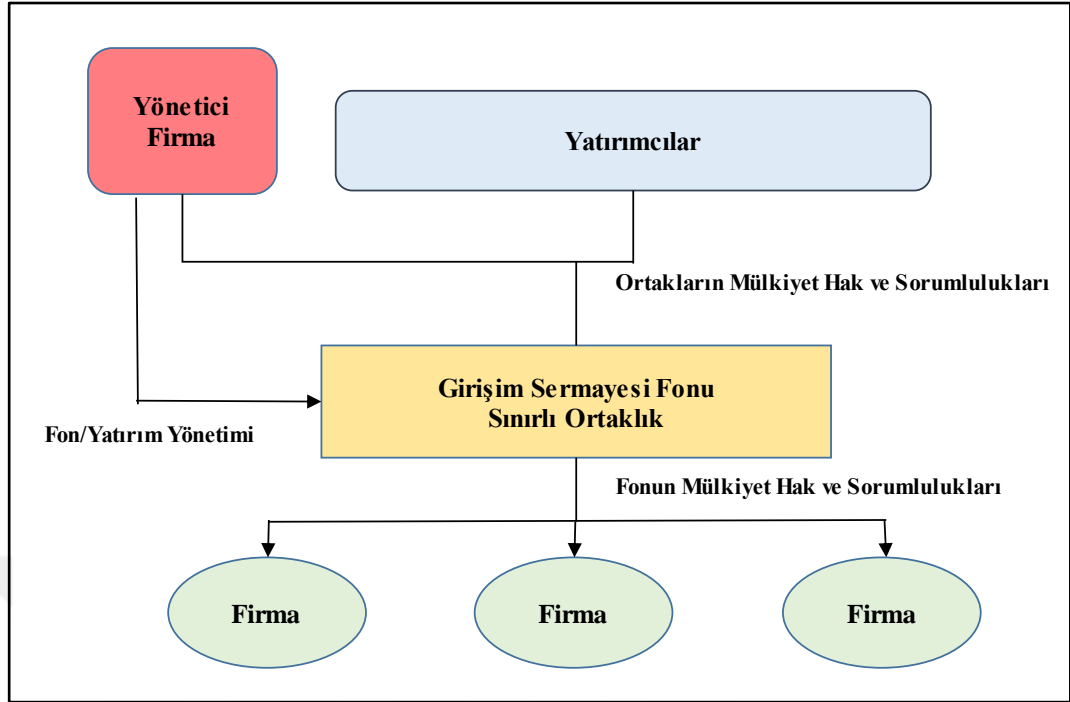 Yönetici
Firma
Yatırımcılar
Ortakların Mülkiyet Hak ve Sorumlulukları
Girişim Sermayesi Fonu
Sınırlı Ortaklık
Fon/Yatırım Yönetimi
Fonun Mülkiyet Hak ve Sorumlulukları
Firma
Firma
Firma